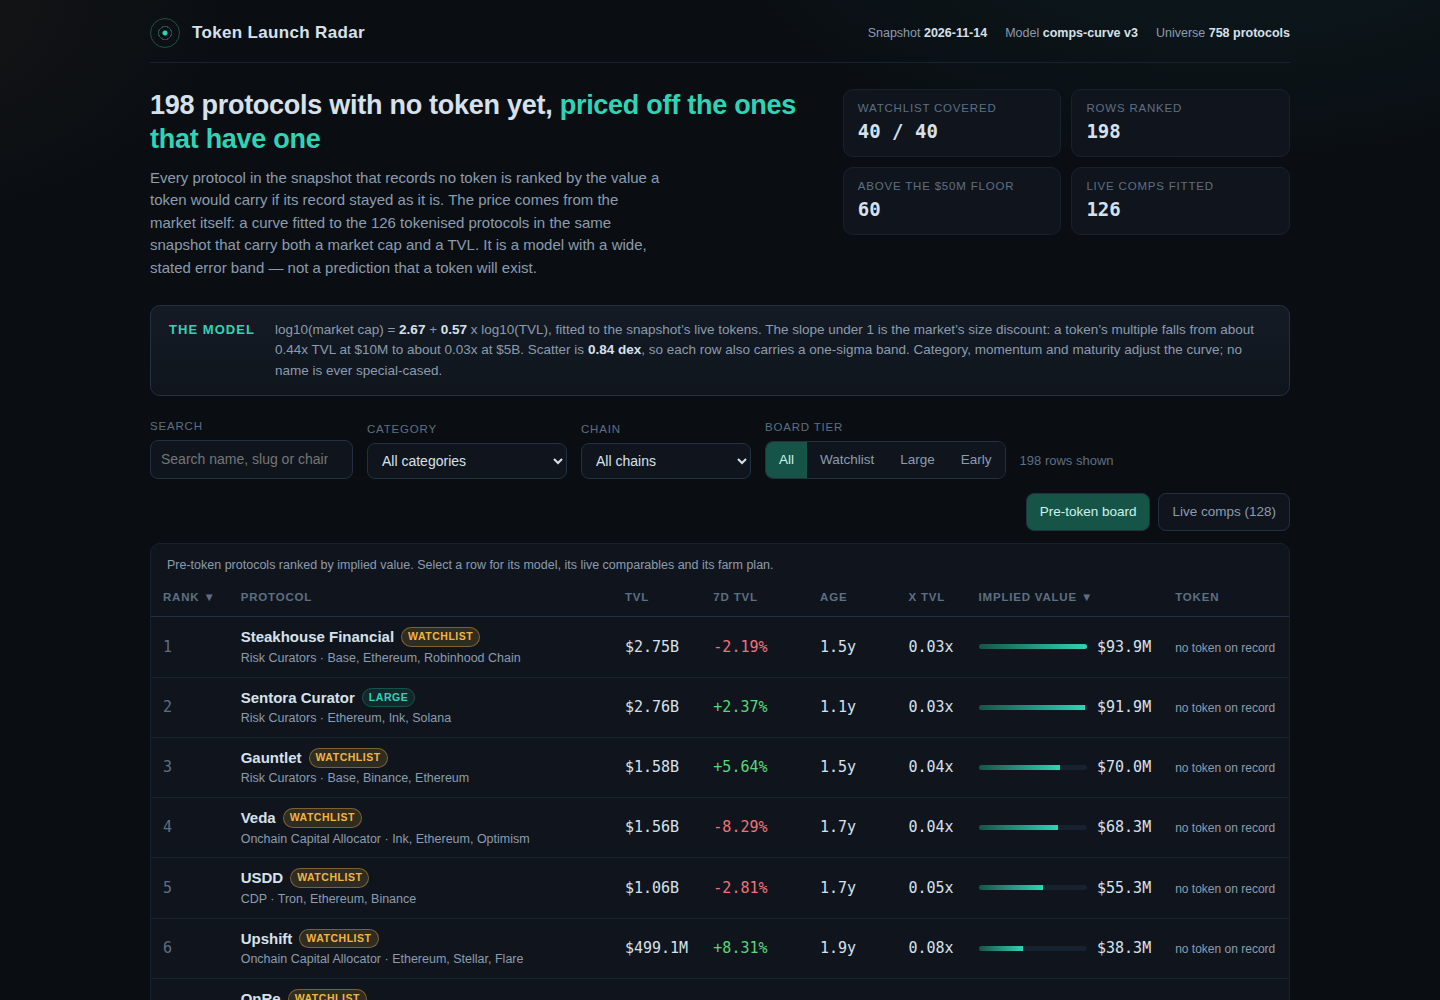 Token Launch Radar
Snapshot 2026-11-14 Model comps-curve v3 Universe 758 protocols
198 protocols with no token yet, priced off the ones
that have one
Every protocol in the snapshot that records no token is ranked by the value a
token would carry if its record stayed as it is. The price comes from the
market itself: a curve fitted to the 126 tokenised protocols in the same
snapshot that carry both a market cap and a TVL. It is a model with a wide,
stated error band — not a prediction that a token will exist.
WATCHLIST COVERED
40 / 40
ROWS RANKED
198
ABOVE THE $50M FLOOR
60
LIVE COMPS FITTED
126
THE MODEL
log10(market cap) = 2.67 + 0.57 x log10(TVL), fitted to the snapshot's live tokens. The slope under 1 is the market's size discount: a token's multiple falls from about
0.44x TVL at $10M to about 0.03x at $5B. Scatter is 0.84 dex, so each row also carries a one-sigma band. Category, momentum and maturity adjust the curve; no
name is ever special-cased.
SEARCH
Search name, slug or chain
CATEGORY
All categories
CHAIN
All chains
BOARD TIER
All Watchlist Large Early
198 rows shown
Pre-token board Live comps (128)
Pre-token protocols ranked by implied value. Select a row for its model, its live comparables and its farm plan.
RANK ▼ PROTOCOL TVL 7D TVL AGE X TVL IMPLIED VALUE ▼ TOKEN
1 Steakhouse Financial WATCHLIST $2.75B -2.19% 1.5y 0.03x $93.9M no token on record
Risk Curators · Base, Ethereum, Robinhood Chain
2 Sentora Curator LARGE $2.76B +2.37% 1.1y 0.03x $91.9M no token on record
Risk Curators · Ethereum, Ink, Solana
3 Gauntlet WATCHLIST $1.58B +5.64% 1.5y 0.04x $70.0M no token on record
Risk Curators · Base, Binance, Ethereum
4 Veda WATCHLIST $1.56B -8.29% 1.7y 0.04x $68.3M no token on record
Onchain Capital Allocator · Ink, Ethereum, Optimism
5 USDD WATCHLIST $1.06B -2.81% 1.7y 0.05x $55.3M no token on record
CDP · Tron, Ethereum, Binance
6 Upshift WATCHLIST $499.1M +8.31% 1.9y 0.08x $38.3M no token on record
Onchain Capital Allocator · Ethereum, Stellar, Flare
OnRe WATCHLIST